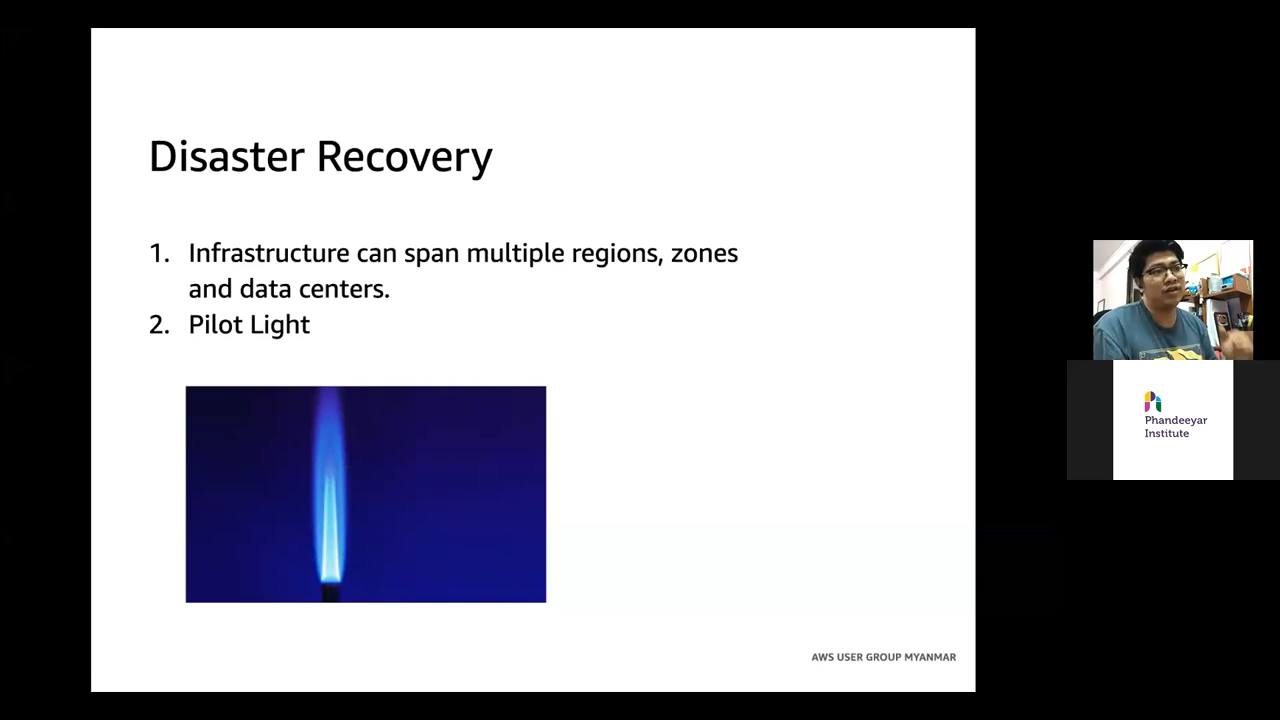 Disaster Recovery
1. Infrastructure can span multiple regions, zones
and data centers.
2. Pilot Light
AWS USER GROUP MYANMAR
Phandeeyar
Institute